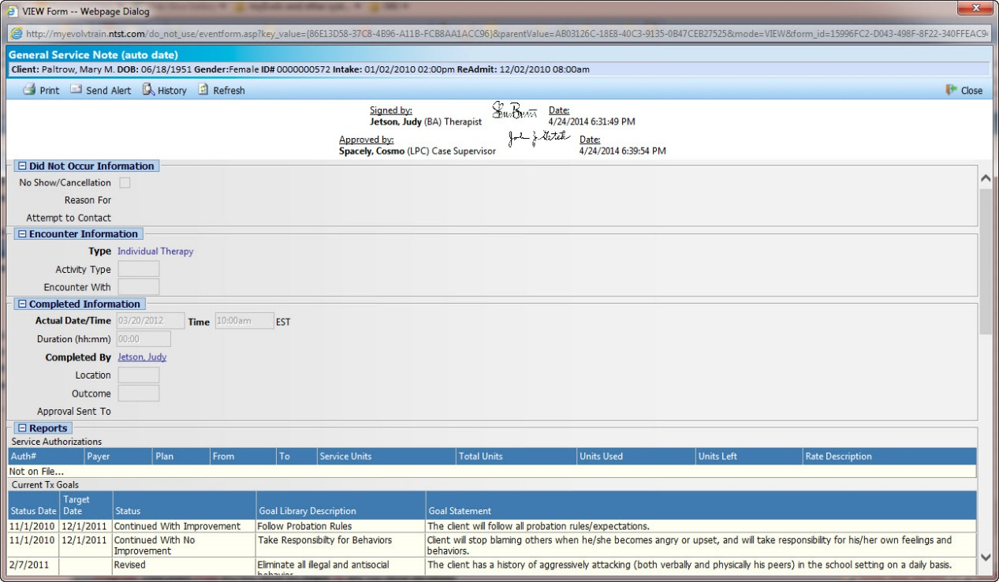 VIEW Form -- Webpage Dialog
http://myevolvtrain.ntst.com/do_not_use/eventform.asp?key_value={86E13D58-37C8-4B96-A11B-FCB8AA1ACC96}&parentValue=AB03126C-18E8-40C3-9135-0B47CEB27525&mode=VIEW&form_id=15996FC2-D043-498F-8F22-340FFEAC94
General Service Note (auto date)
Client: Paltrow, Mary M. DOB: 06/18/1951 Gender:Female ID# 0000000572 Intake: 01/02/2010 02:00pm ReAdmit: 12/02/2010 08:00am
Print Send Alert History Refresh Close
Signed by: Date:
Jetson, Judy (BA) Therapist 4/24/2014 6:31:49 PM
Approved by: Date:
Spacely, Cosmo (LPC) Case Supervisor 4/24/2014 6:39:54 PM
Did Not Occur Information
No Show/Cancellation
Reason For
Attempt to Contact
Encounter Information
Type Individual Therapy
Activity Type
Encounter With
Completed Information
Actual Date/Time 03/20/2012 Time 10:00am EST
Duration (hh:mm) 00:00
Completed By Jetson, Judy
Location
Outcome
Approval Sent To
Reports
Service Authorizations
Auth# Payer Plan From To Service Units Total Units Units Used Units Left Rate Description
Not on File...
Current Tx Goals
Status Date Target Date Status Goal Library Description Goal Statement
11/1/2010 12/1/2011 Continued With Improvement Follow Probation Rules The client will follow all probation rules/expectations.
11/1/2010 12/1/2011 Continued With No Improvement Take Responsibilty for Behaviors Client will stop blaming others when he/she becomes angry or upset, and will take responsibility for his/her own feelings and behaviors.
2/7/2011 Revised Eliminate all illegal and antisocial behavior The client has a history of aggressively attacking (both verbally and physically his peers) in the school setting on a daily basis.